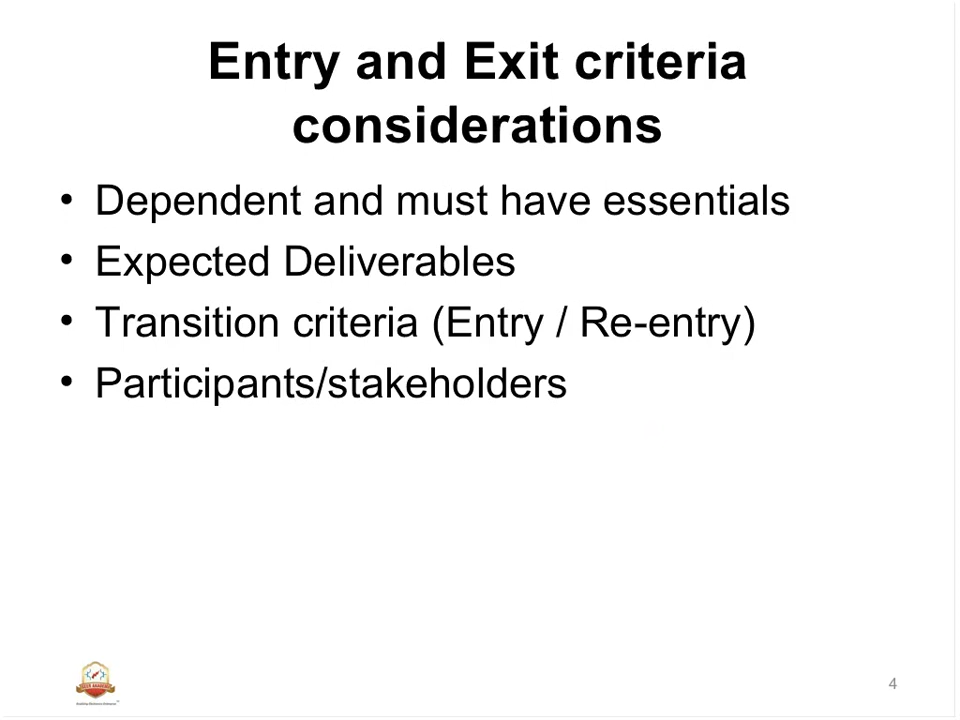 Entry and Exit criteria
considerations
• Dependent and must have essentials
• Expected Deliverables
• Transition criteria (Entry / Re-entry)
• Participants/stakeholders
4